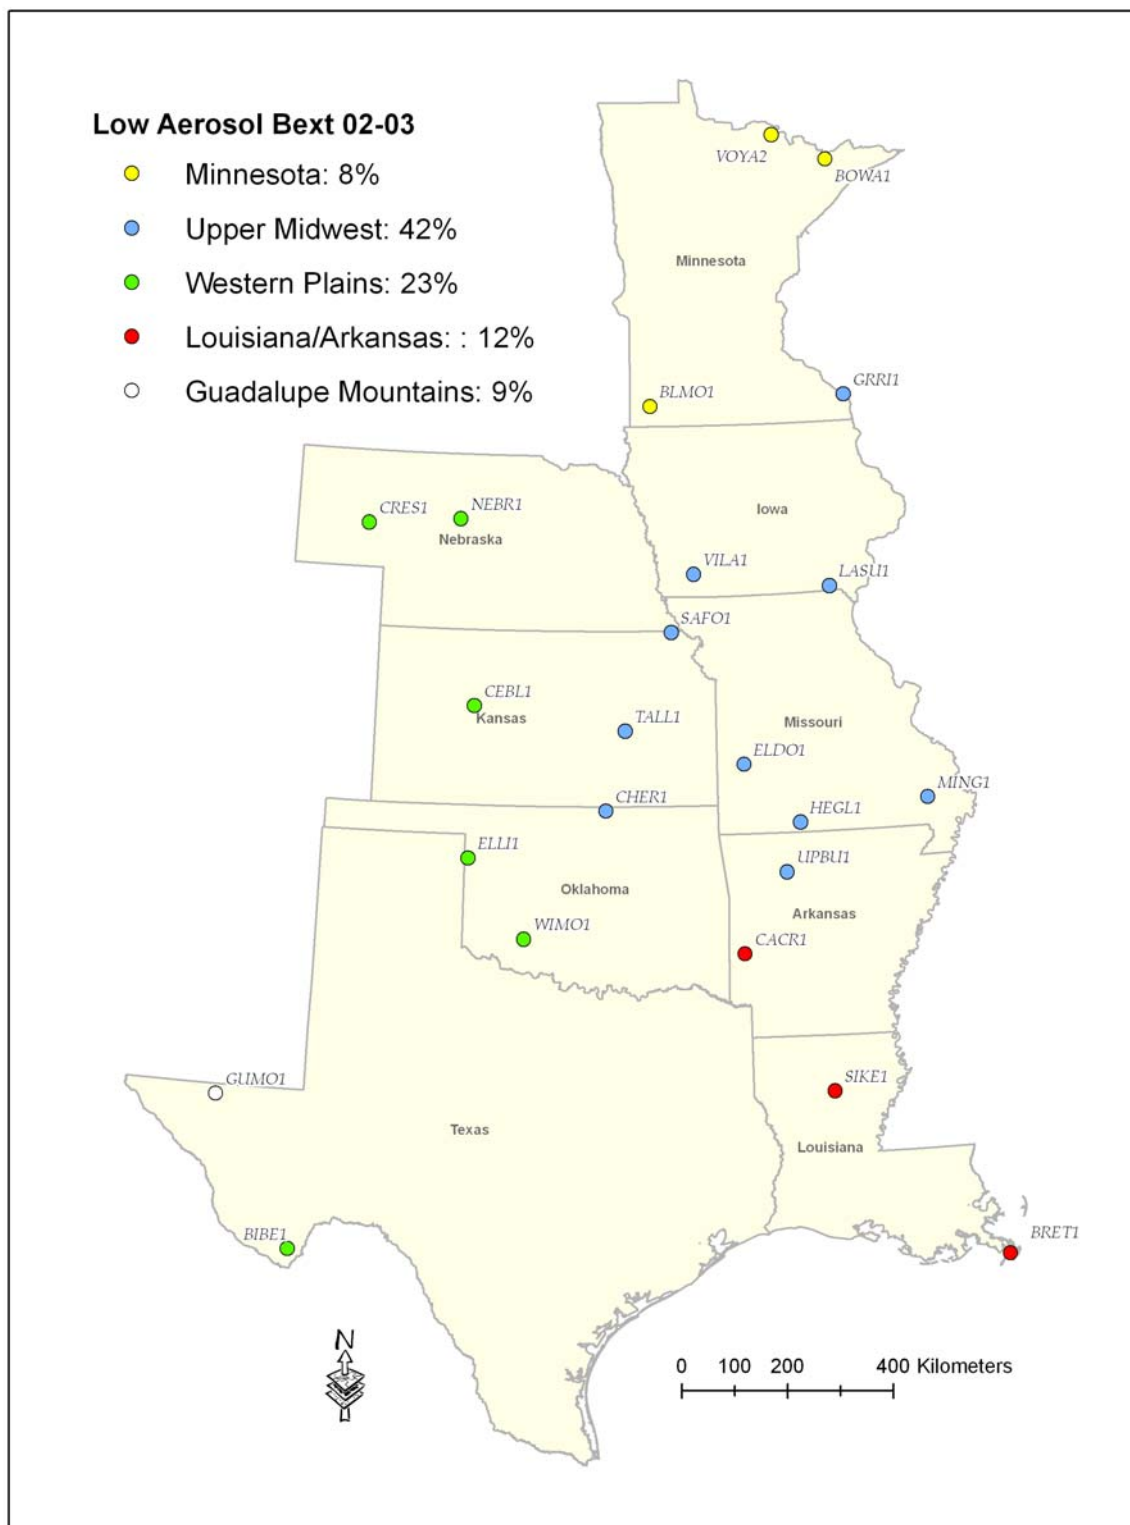 Low Aerosol Bext 02-03
Minnesota: 8%
Upper Midwest: 42%
Western Plains: 23%
Louisiana/Arkansas: : 12%
Guadalupe Mountains: 9%
VOYA2
BOWA1
Minnesota
BLMO1
GRRI1
CRES1
NEBR1
Nebraska
Iowa
VILA1
LASU1
SAFO1
CEBL1
Kansas
TALL1
Missouri
ELDO1
MING1
CHER1
HEGL1
ELLI1
UPBU1
Oklahoma
Arkansas
WIMO1
CACR1
GUMO1
SIKE1
Texas
Louisiana
BIBE1
BRET1
N
0 100 200 400 Kilometers